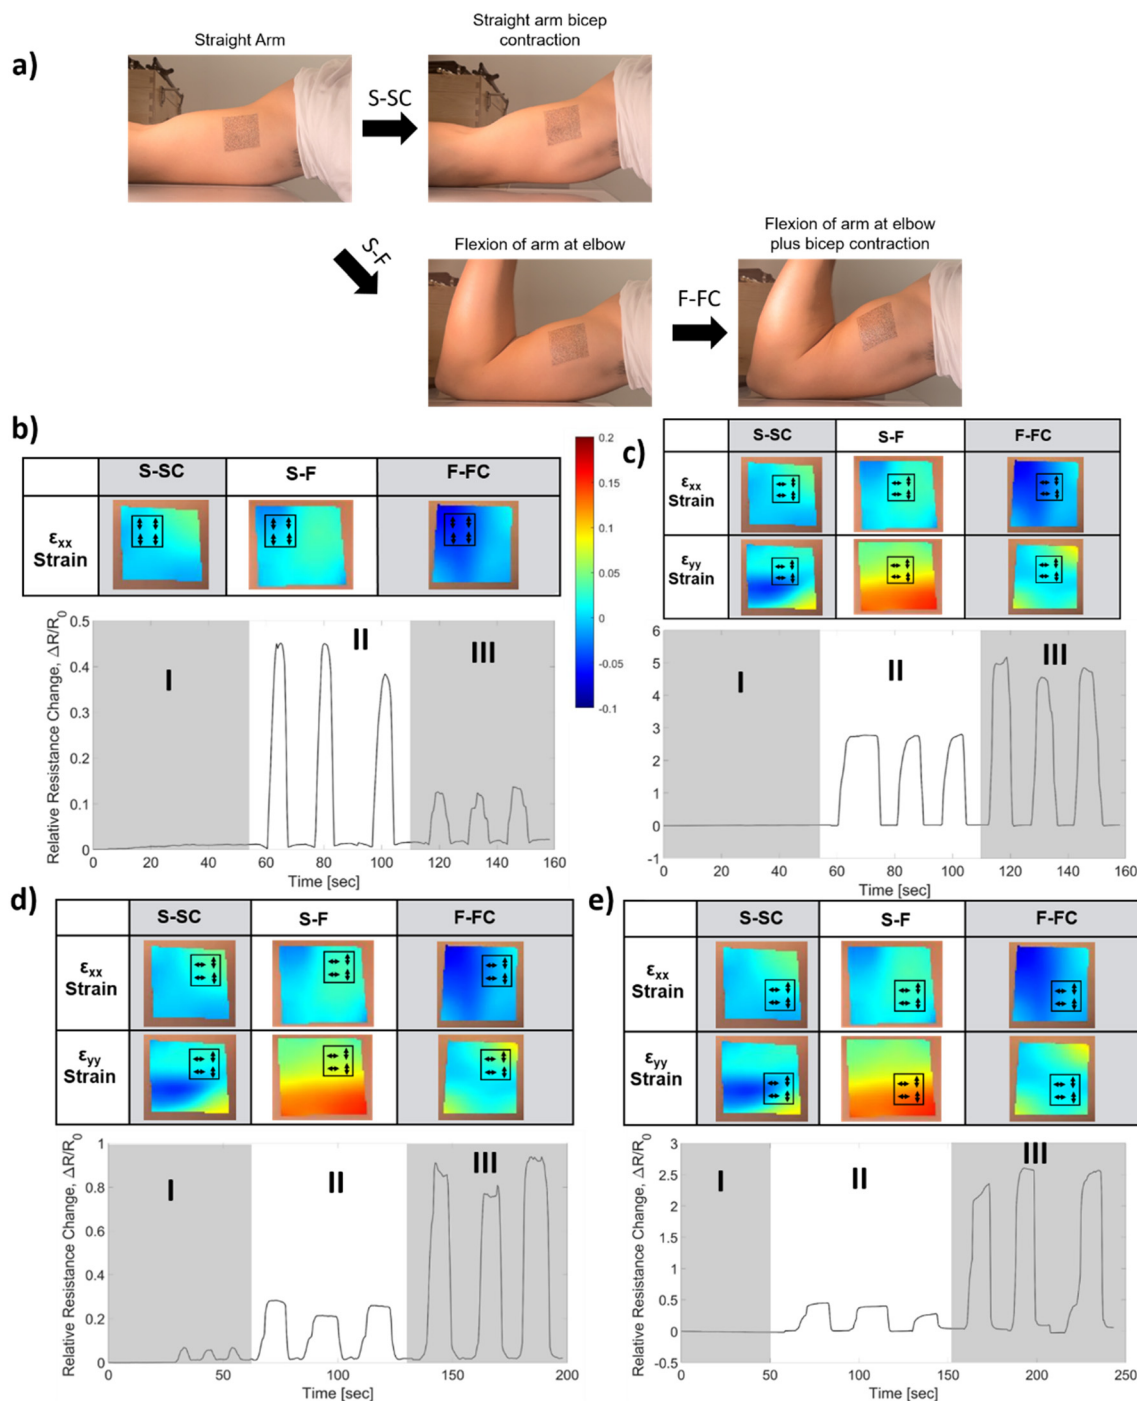 a)
Straight Arm
S-SC
Straight arm bicep
contraction
S-F
Flexion of arm at elbow
F-FC
Flexion of arm at elbow
plus bicep contraction
b)
S-SC
S-F
F-FC
εxx
Strain
0.2
0.15
0.1
0.05
0
-0.05
-0.1
Relative Resistance Change, ΔR/R0
0.5
0.4
0.3
0.2
0.1
0
I
II
III
0
20
40
60
80
100
120
140
160
Time [sec]
c)
S-SC
S-F
F-FC
εxx
Strain
εyy
Strain
6
5
4
3
2
1
0
-1
I
II
III
0
20
40
60
80
100
120
140
160
Time [sec]
d)
S-SC
S-F
F-FC
εxx
Strain
εyy
Strain
Relative Resistance Change, ΔR/R0
1
0.8
0.6
0.4
0.2
0
I
II
III
0
50
100
150
200
Time [sec]
e)
S-SC
S-F
F-FC
εxx
Strain
εyy
Strain
Relative Resistance Change, ΔR/R0
3
2.5
2
1.5
1
0.5
0
-0.5
I
II
III
0
50
100
150
200
250
Time [sec]